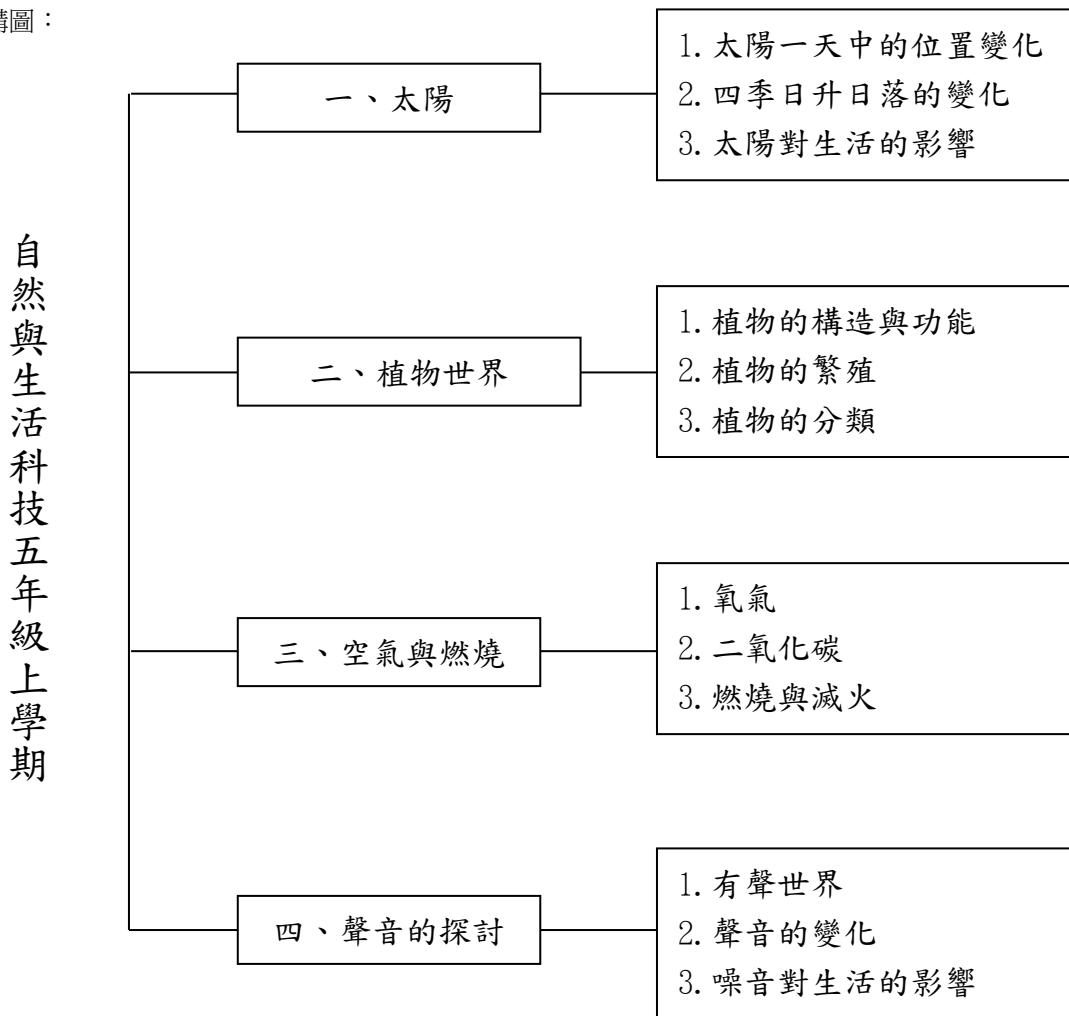 構圖：
自然與生活科技五年級上學期
一、太陽
1.太陽一天中的位置變化
2.四季日升日落的變化
3.太陽對生活的影響
二、植物世界
1.植物的構造與功能
2.植物的繁殖
3.植物的分類
三、空氣與燃燒
1.氧氣
2.二氧化碳
3.燃燒與滅火
四、聲音的探討
1.有聲世界
2.聲音的變化
3.噪音對生活的影響